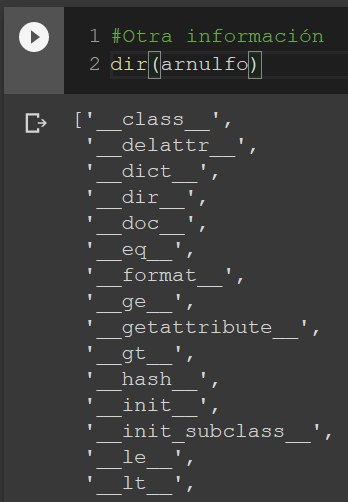 1 #Otra información
2 dir(arnulfo)
['__class__',
'__delattr__',
'__dict__',
'__dir__',
'__doc__',
'__eq__',
'__format__',
'__ge__',
'__getattribute__',
'__gt__',
'__hash__',
'__init__',
'__init_subclass__',
'__le__',
'__lt__',